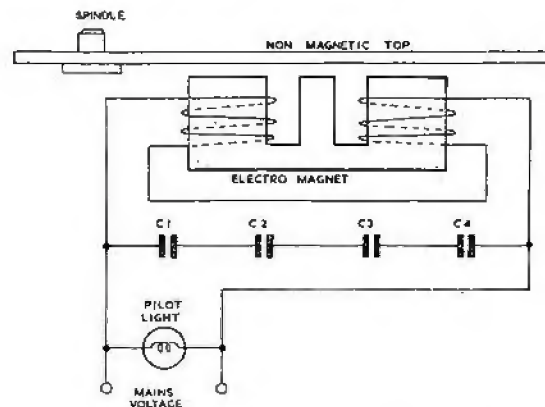 SPINDLE
NON MAGNETIC TOP
ELECTRO MAGNET
C1 C2 C3 C4
PILOT
LIGHT
MAINS
VOLTAGE